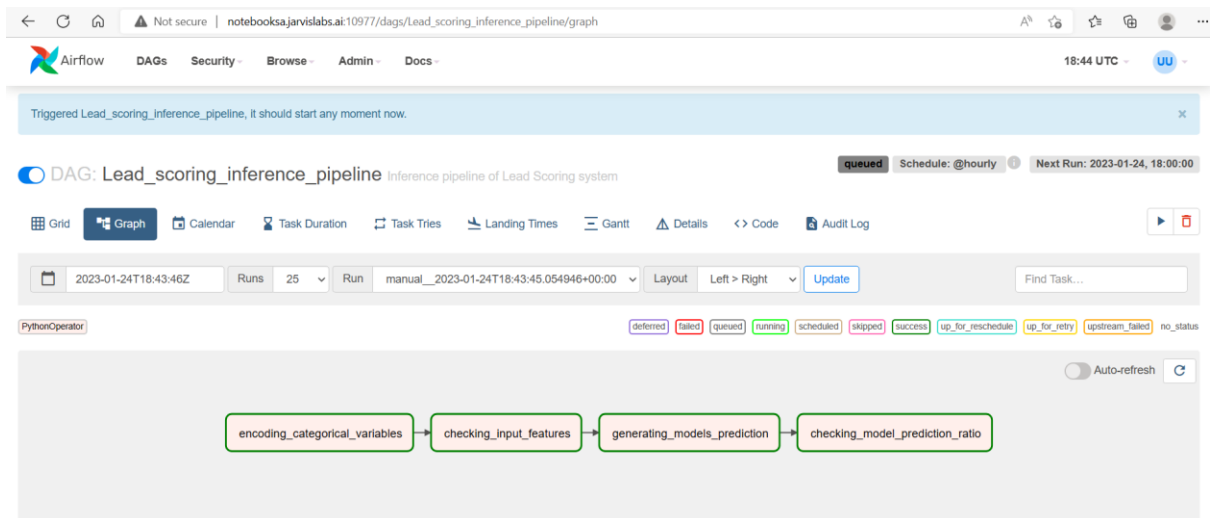 Not secure | notebooksa.jarvislabs.ai:10977/dags/Lead_scoring_inference_pipeline/graph
Airflow DAGs Security Browse Admin Docs 18:44 UTC UU
Triggered Lead_scoring_inference_pipeline, it should start any moment now. ×
queued Schedule: @hourly Next Run: 2023-01-24, 18:00:00
DAG: Lead_scoring_inference_pipeline Inference pipeline of Lead Scoring system
Grid Graph Calendar Task Duration Task Tries Landing Times Gantt Details <> Code Audit Log
2023-01-24T18:43:46Z Runs 25 Run manual__2023-01-24T18:43:45.054946+00:00 Layout Left > Right Update Find Task...
PythonOperator deferred failed queued running scheduled skipped success up_for_reschedule up_for_retry upstream_failed no_status
Auto-refresh
encoding_categorical_variables checking_input_features generating_models_prediction checking_model_prediction_ratio